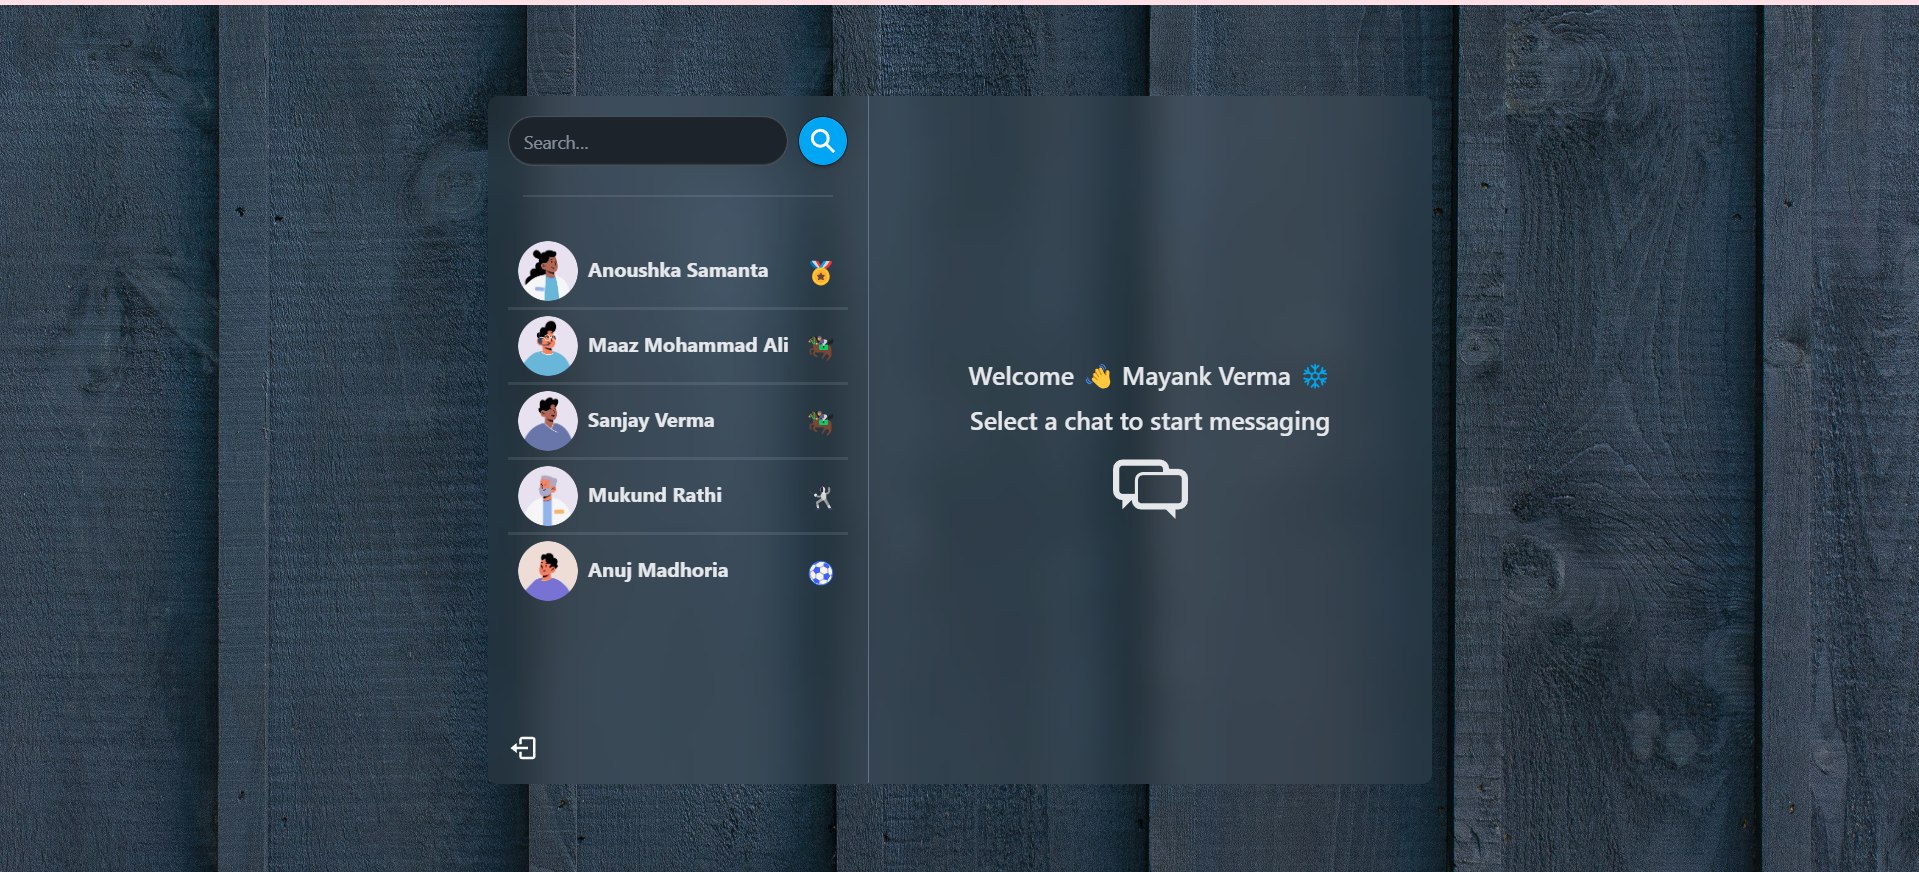 Search...
Anoushka Samanta 🏅
Maaz Mohammad Ali 🏇
Sanjay Verma 🏇
Mukund Rathi 🤺
Anuj Madhoria ⚽
Welcome 👋 Mayank Verma ❄
Select a chat to start messaging